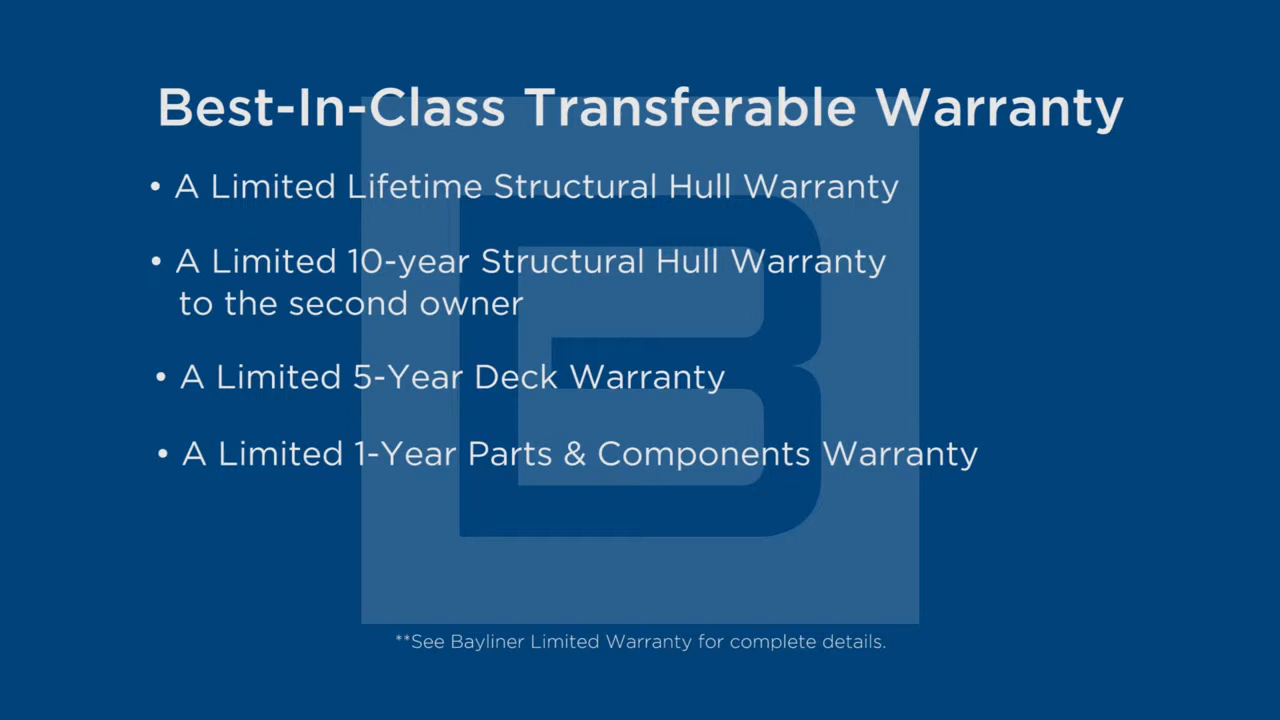 Best-In-Class Transferable Warranty
• A Limited Lifetime Structural Hull Warranty
• A Limited 10-year Structural Hull Warranty
to the second owner
• A Limited 5-Year Deck Warranty
• A Limited 1-Year Parts & Components Warranty
B
**See Bayliner Limited Warranty for complete details.